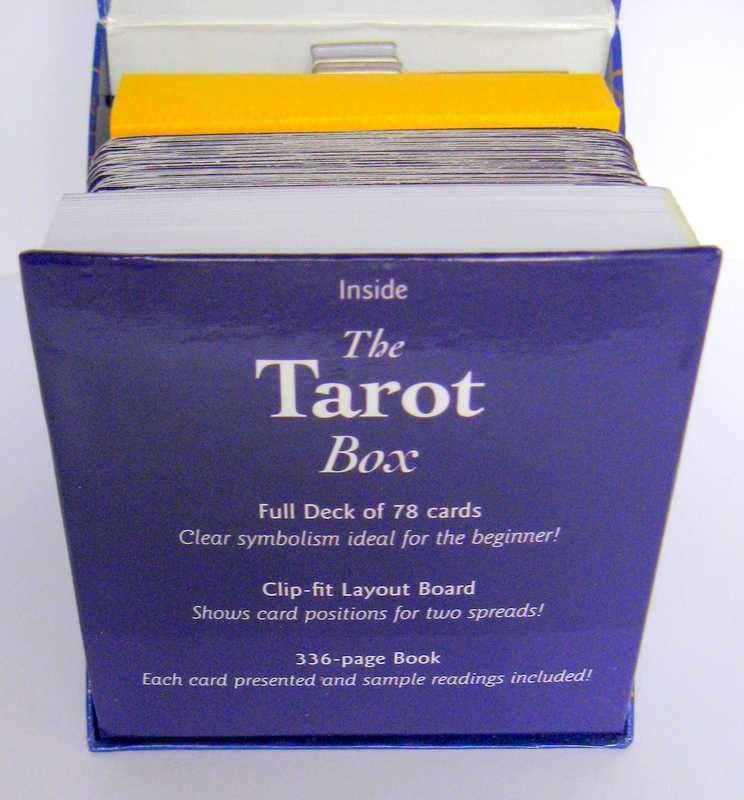 Inside
The
Tarot
Box
Full Deck of 78 cards
Clear symbolism ideal for the beginner!
Clip-fit Layout Board
Shows card positions for two spreads!
336-page Book
Each card presented and sample readings included!